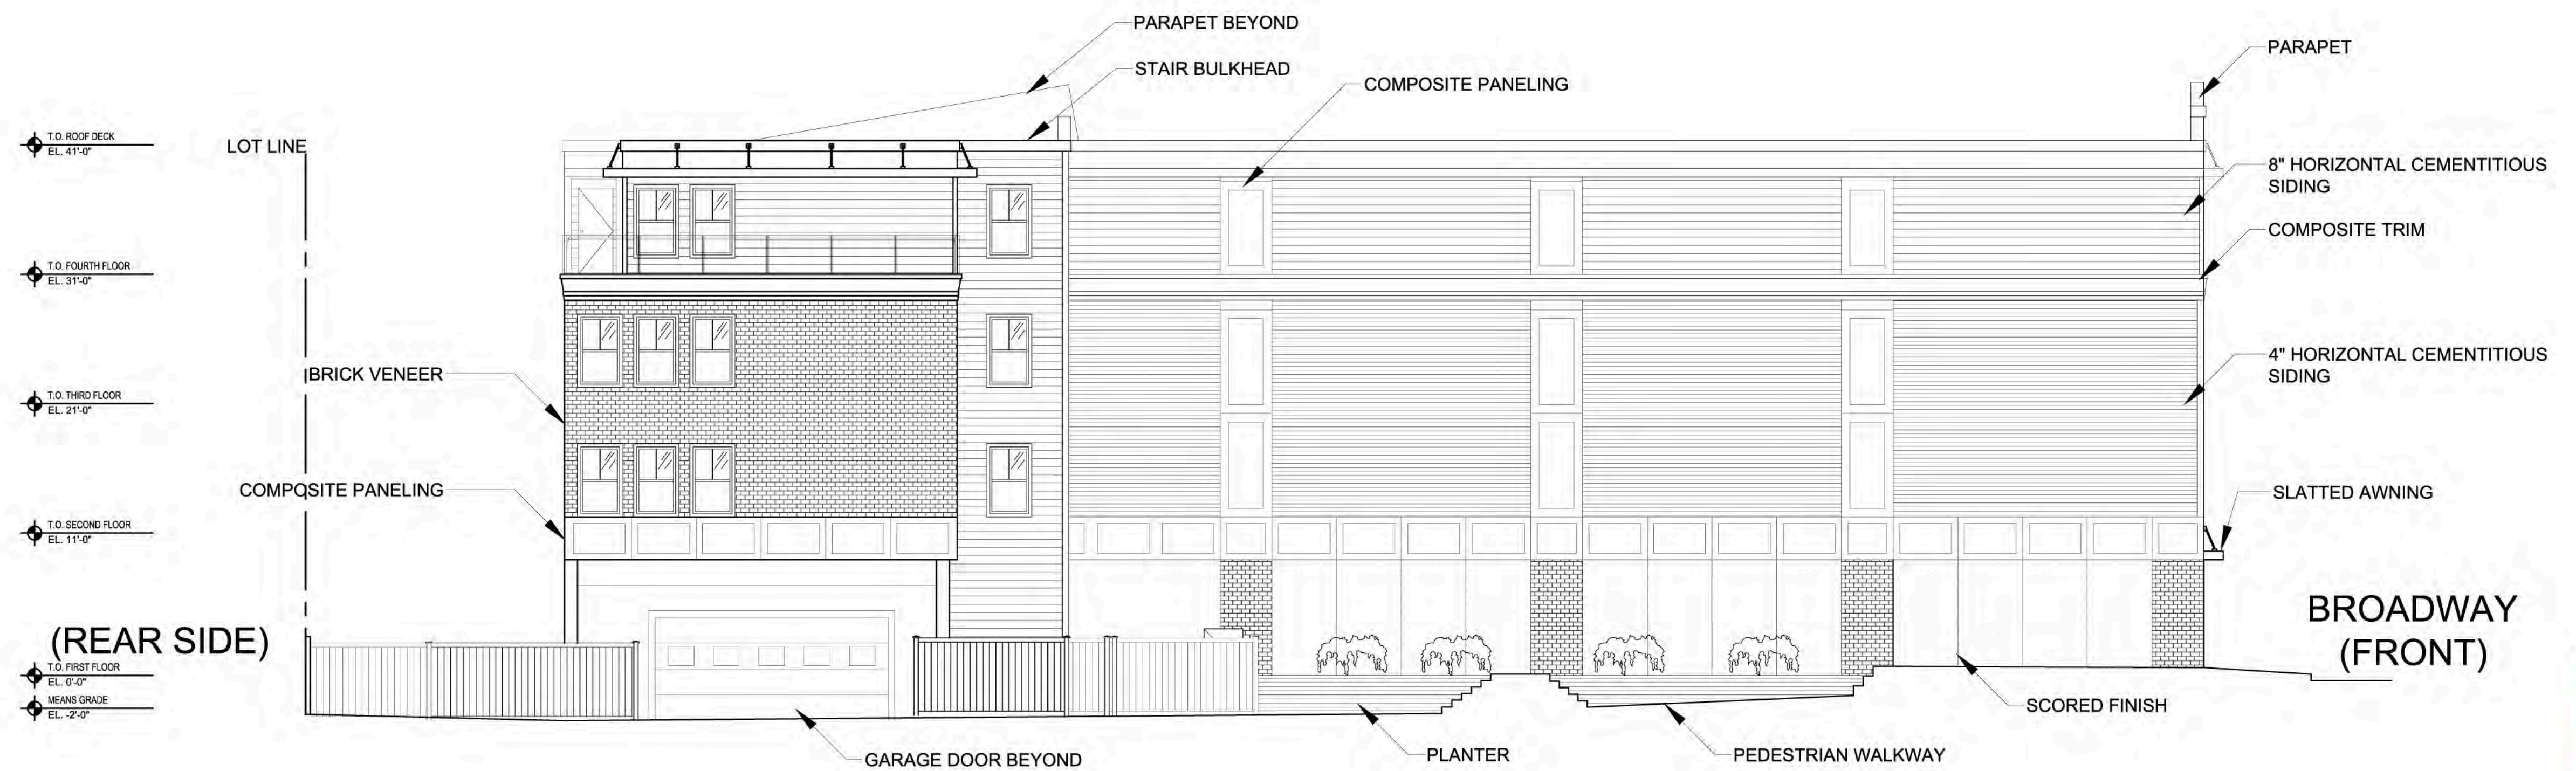 PARAPET BEYOND
STAIR BULKHEAD
COMPOSITE PANELING
PARAPET
T.O. ROOF DECK
EL. 41'-0"
LOT LINE
8" HORIZONTAL CEMENTITIOUS
SIDING
COMPOSITE TRIM
T.O. FOURTH FLOOR
EL. 31'-0"
4" HORIZONTAL CEMENTITIOUS
SIDING
BRICK VENEER
T.O. THIRD FLOOR
EL. 21'-0"
COMPOSITE PANELING
SLATTED AWNING
T.O. SECOND FLOOR
EL. 11'-0"
BROADWAY
(FRONT)
(REAR SIDE)
T.O. FIRST FLOOR
EL. 0'-0"
MEANS GRADE
EL. -2'-0"
SCORED FINISH
GARAGE DOOR BEYOND
PLANTER
PEDESTRIAN WALKWAY